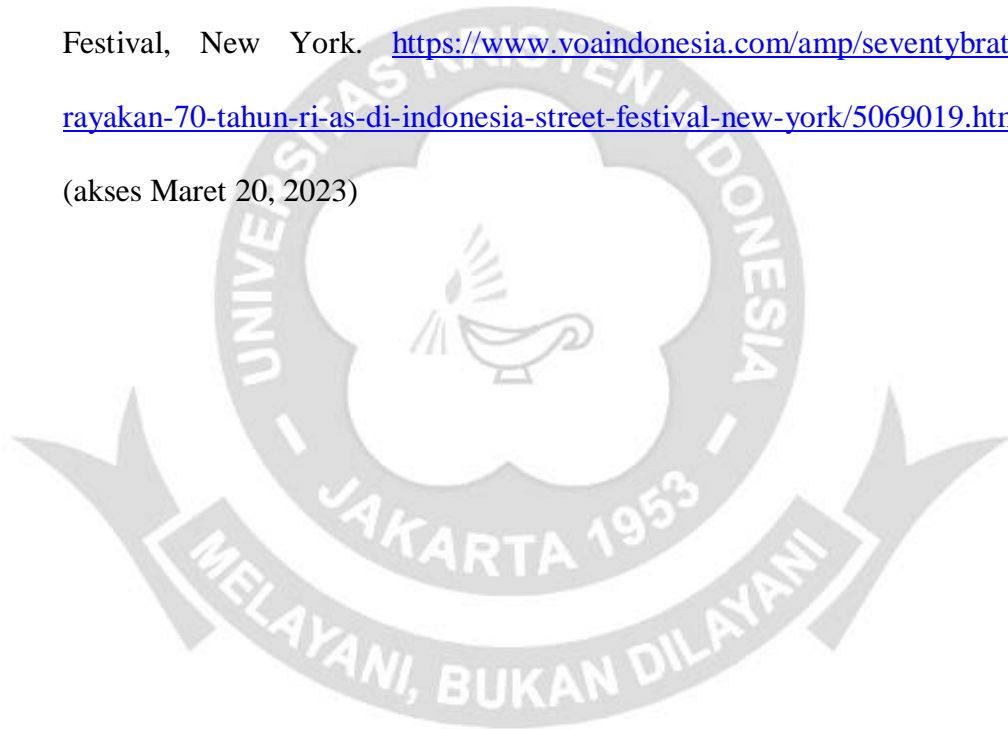 Festival, New York. https://www.voaindonesia.com/amp/seventybrat
rayakan-70-tahun-ri-as-di-indonesia-street-festival-new-york/5069019.htm
(akses Maret 20, 2023)
UNIVERSITAS KRISTEN INDONESIA
- JAKARTA 1953 -
MELAYANI, BUKAN DILAYANI